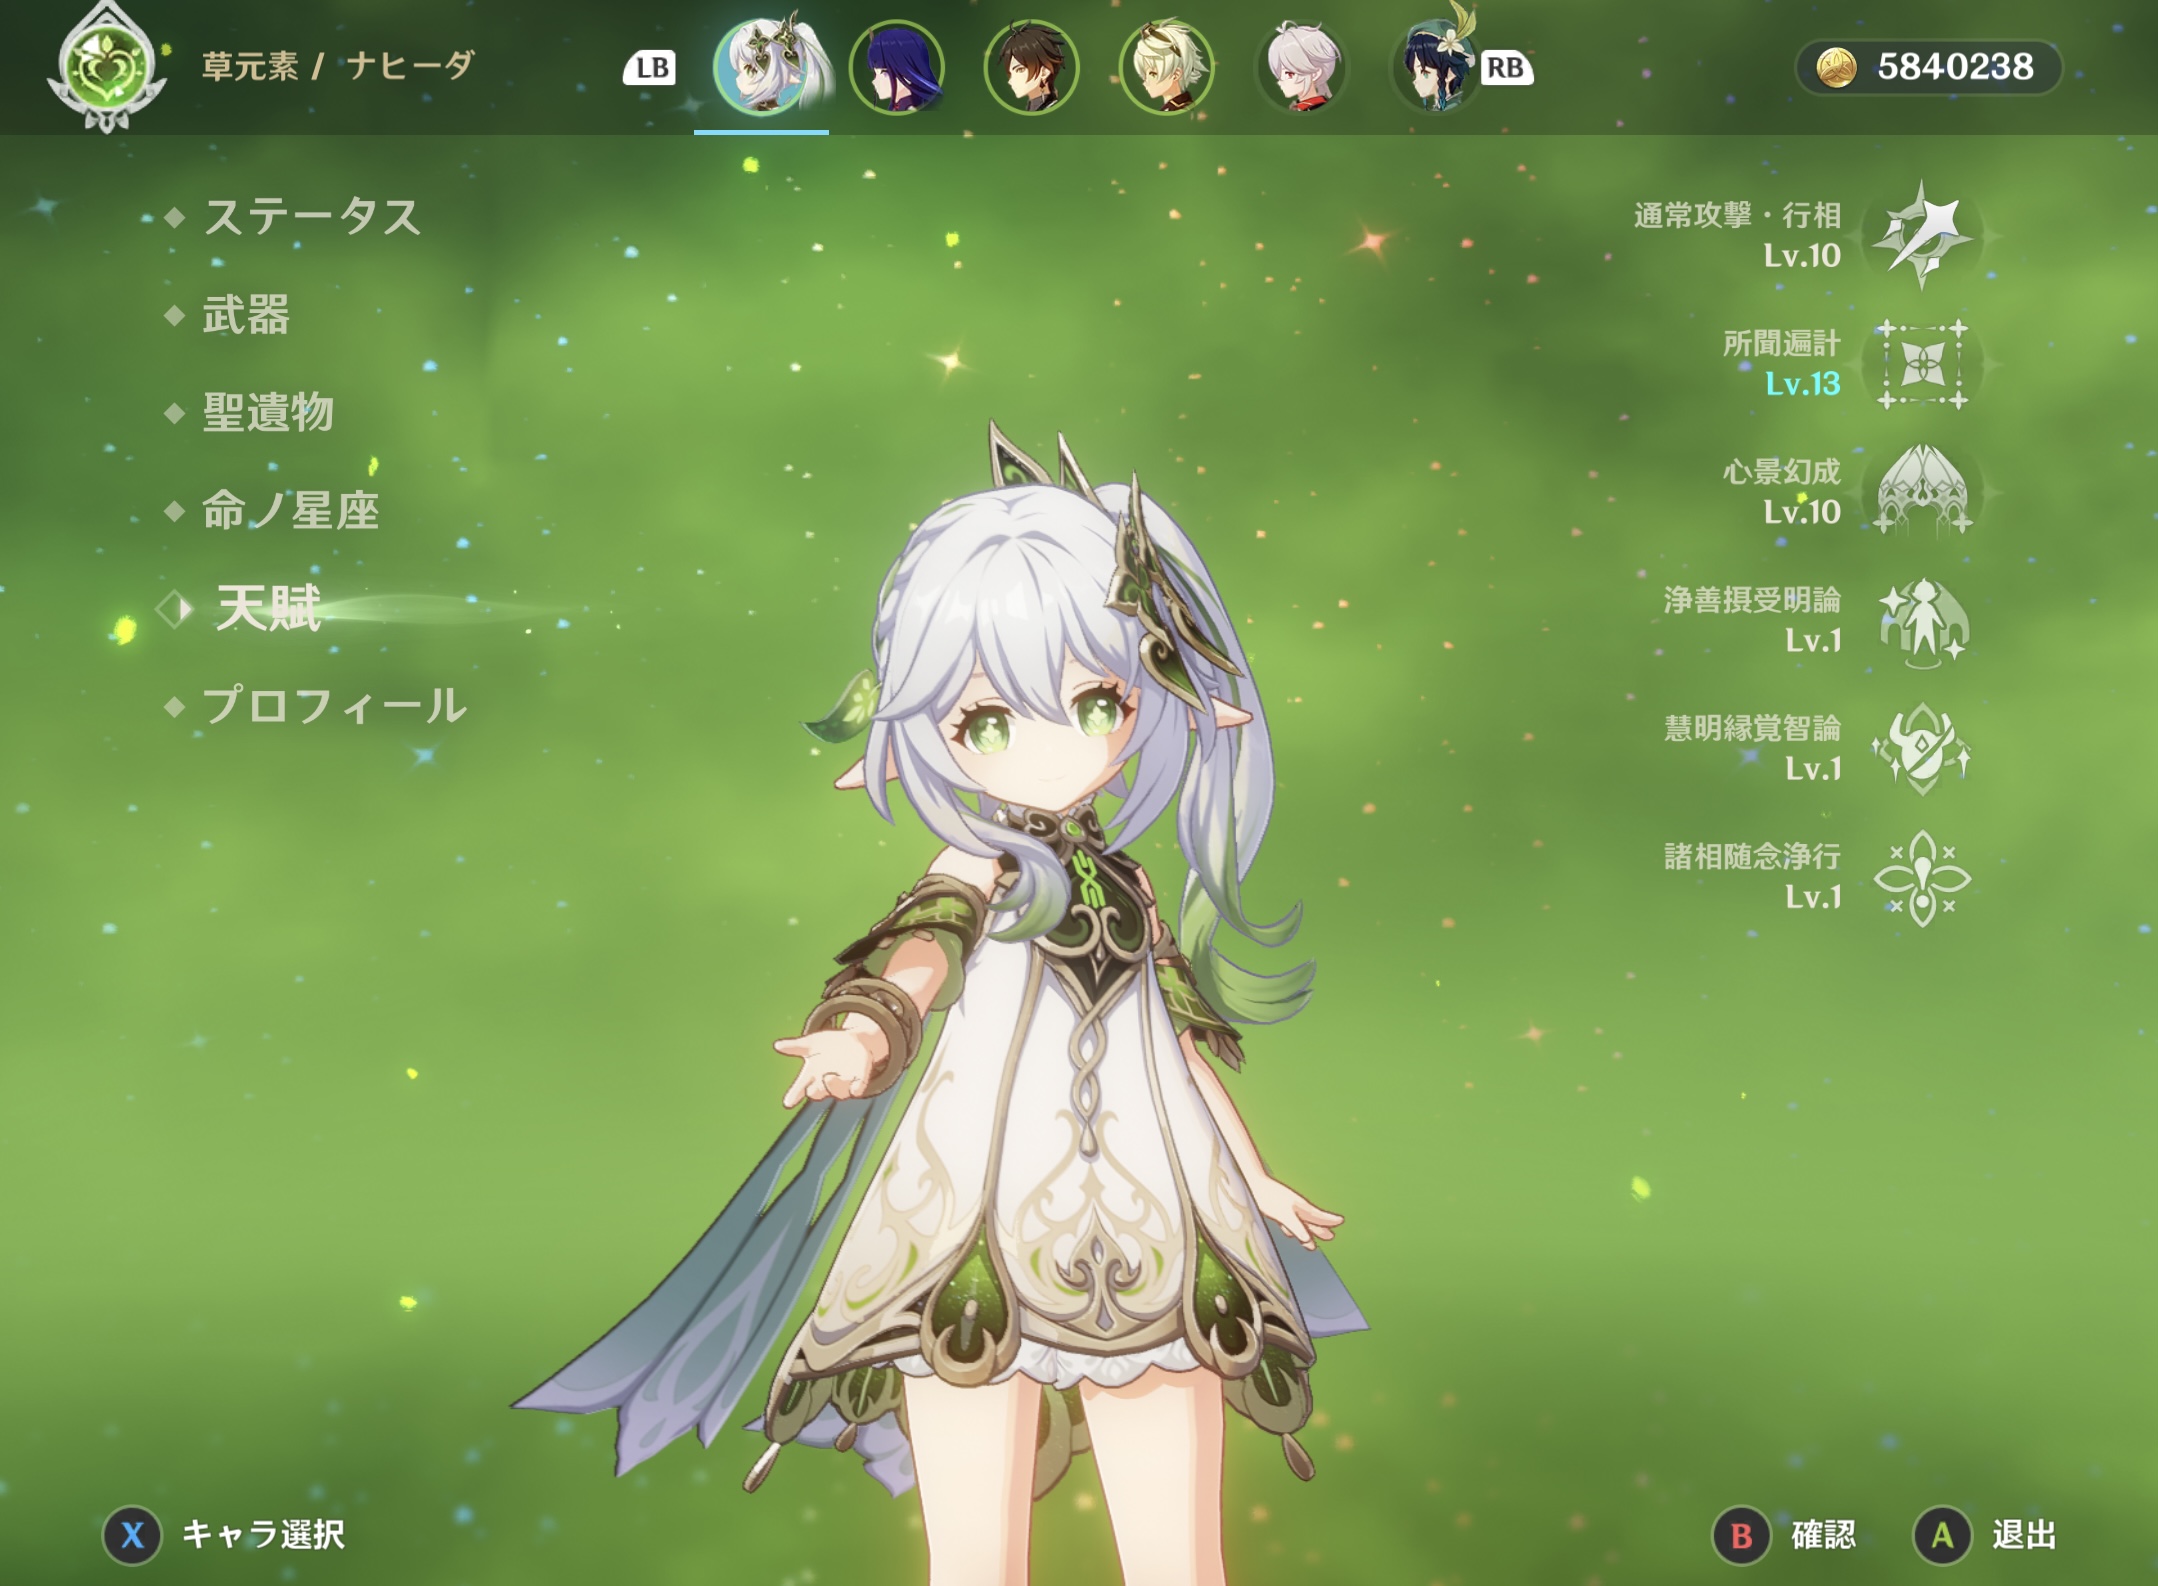 草元素 / ナヒーダ
LB
RB
5840238
ステータス
武器
聖遺物
命ノ星座
天賦
プロフィール
通常攻撃・行相
Lv.10
所聞遍計
Lv.13
心景幻成
Lv.10
浄善摂受明論
Lv.1
慧明縁覚智論
Lv.1
諸相随念浄行
Lv.1
X キャラ選択
B 確認
A 退出